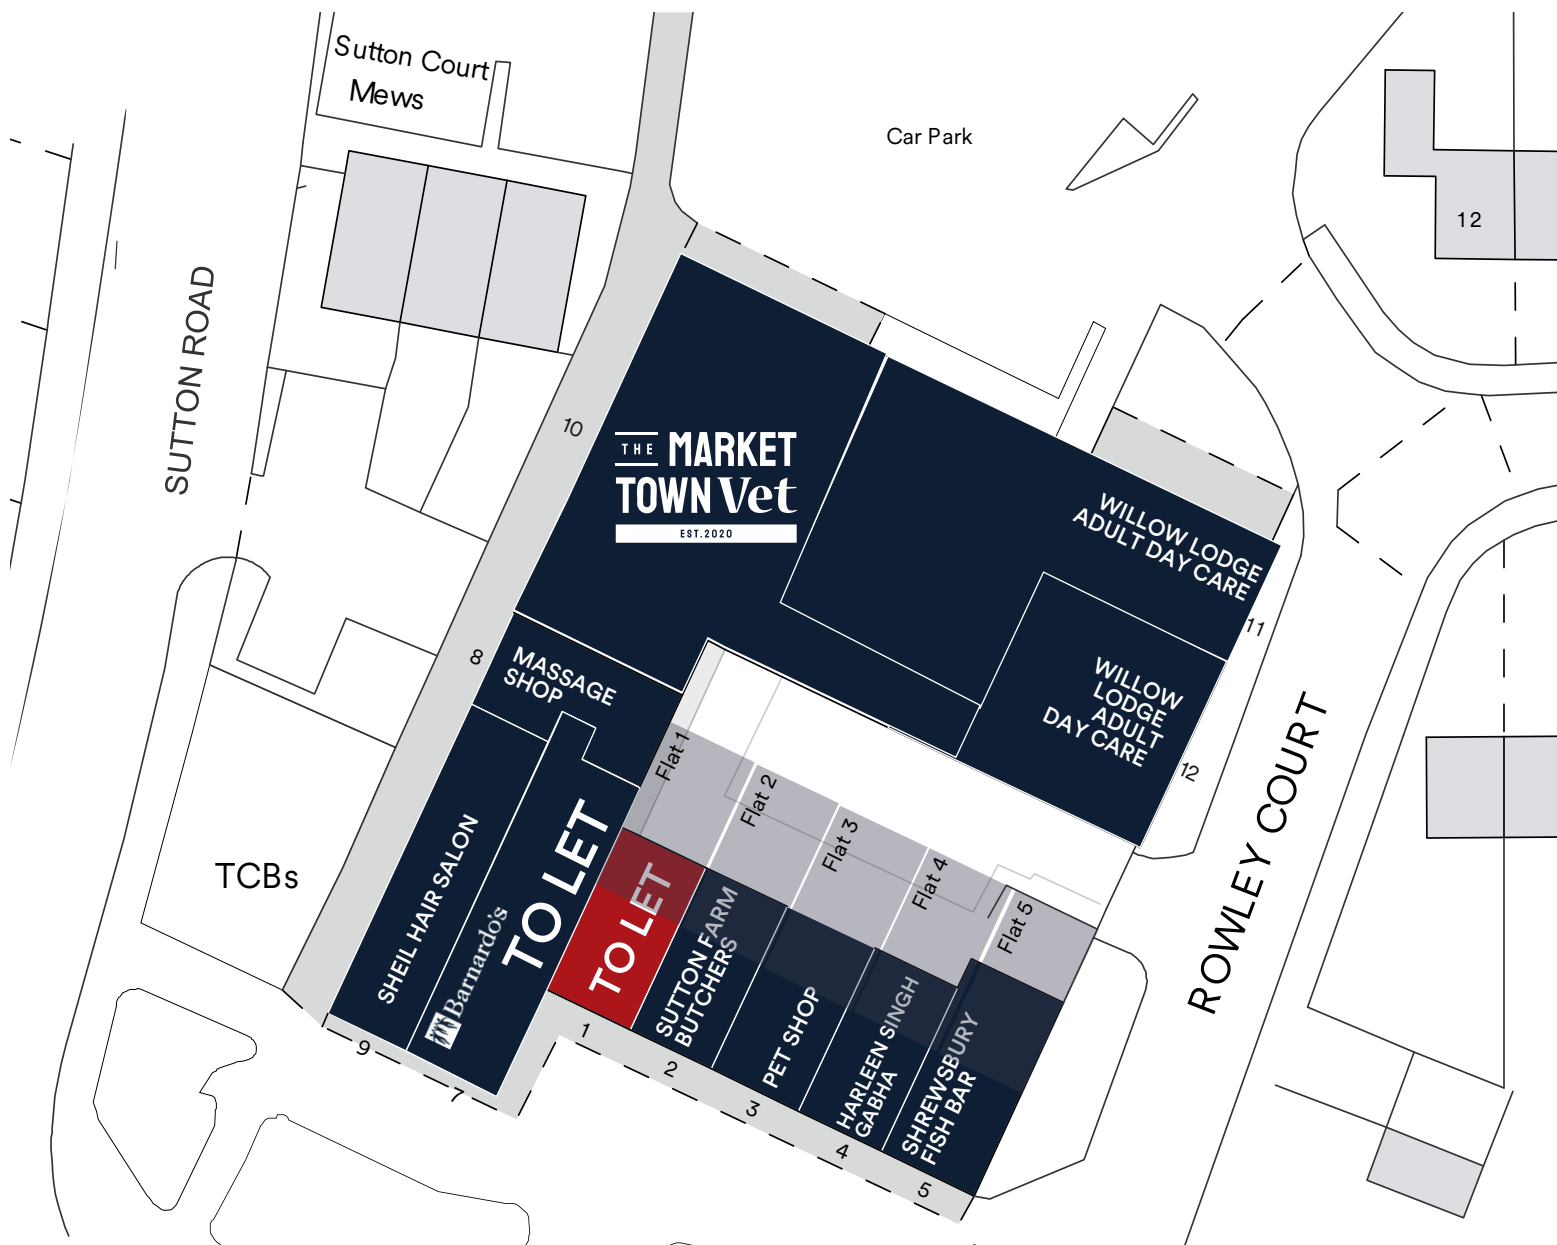 Sutton Court
Mews
Car Park
12
SUTTON ROAD
10
THE MARKET
TOWN Vet
EST.2020
WILLOW LODGE
ADULT DAY CARE
11
8
MASSAGE
SHOP
WILLOW
LODGE
ADULT
DAY CARE
12
ROWLEY COURT
Flat 1
Flat 2
Flat 3
Flat 4
Flat 5
TCBs
SHEIL HAIR SALON
Barnardo's
TO LET
TO LET
SUTTON FARM
BUTCHERS
PET SHOP
HARLEEN SINGH
GABHA
SHREWSBURY
FISH BAR
9
7
1
2
3
4
5